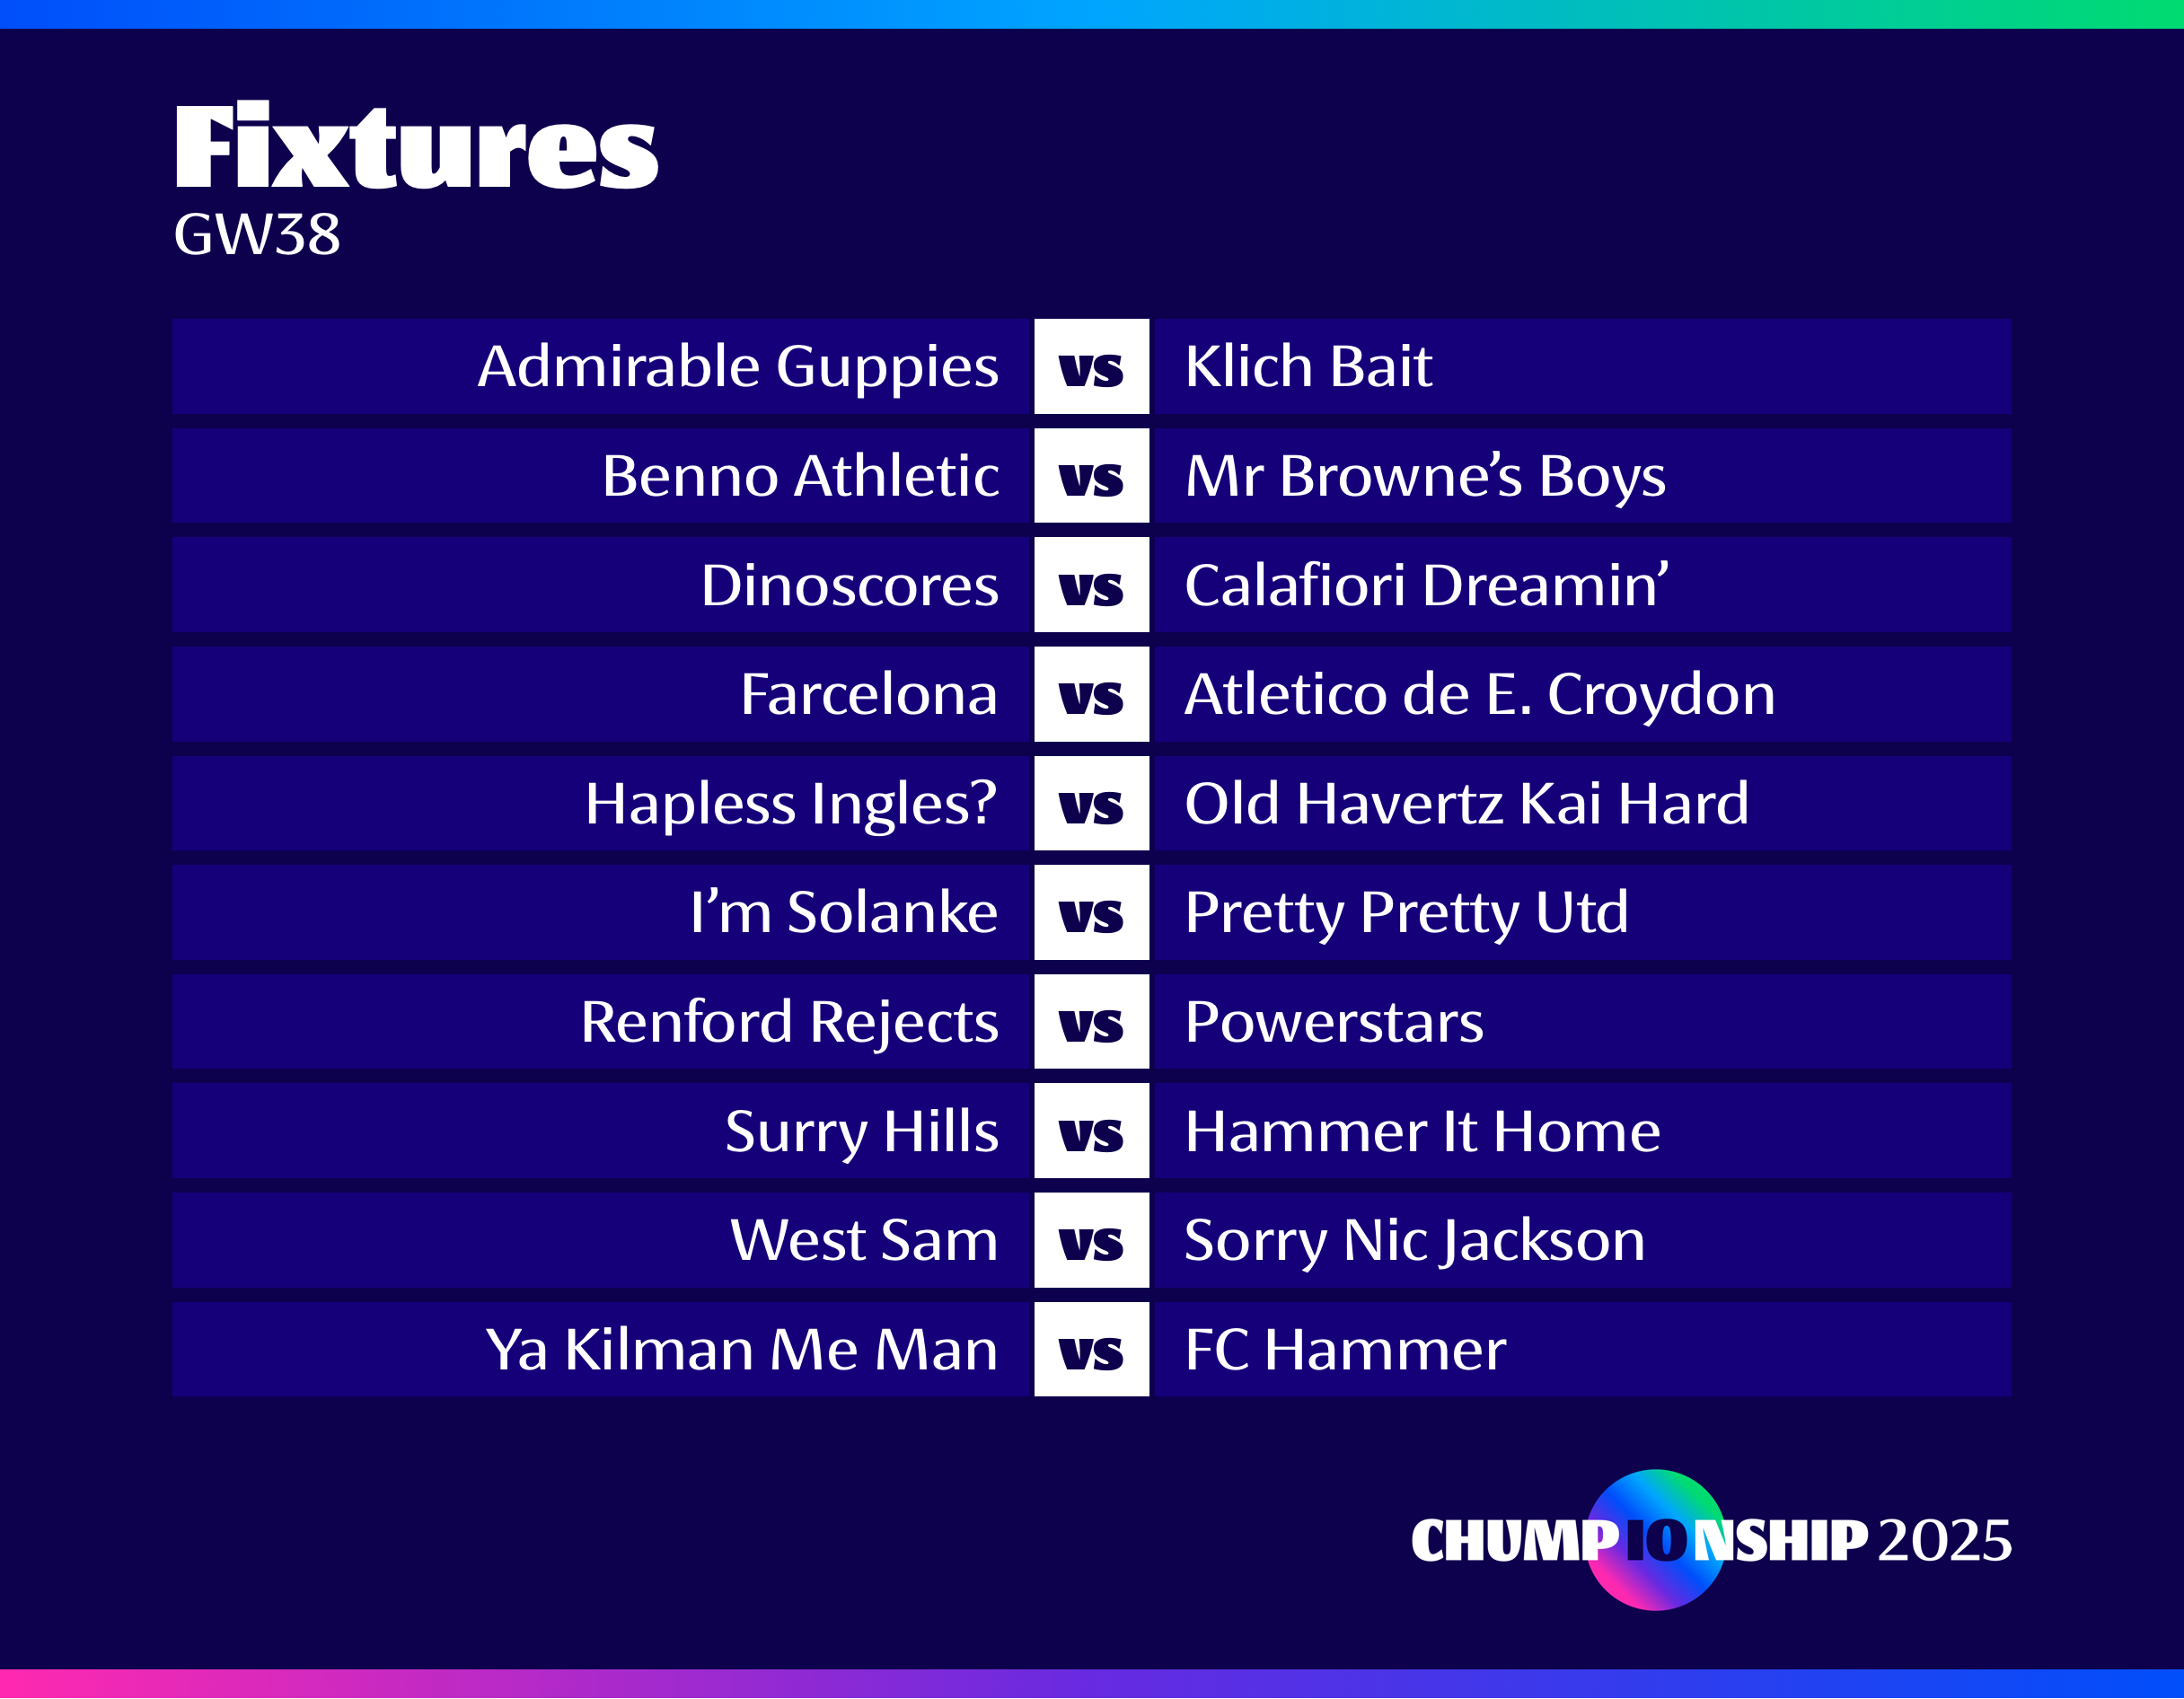 Fixtures
GW38
Admirable Guppies vs Klich Bait
Benno Athletic vs Mr Browne’s Boys
Dinoscores vs Calafiori Dreamin’
Farcelona vs Atletico de E. Croydon
Hapless Ingles? vs Old Havertz Kai Hard
I’m Solanke vs Pretty Pretty Utd
Renford Rejects vs Powerstars
Surry Hills vs Hammer It Home
West Sam vs Sorry Nic Jackson
Ya Kilman Me Man vs FC Hammer
CHUMPIONSHIP 2025